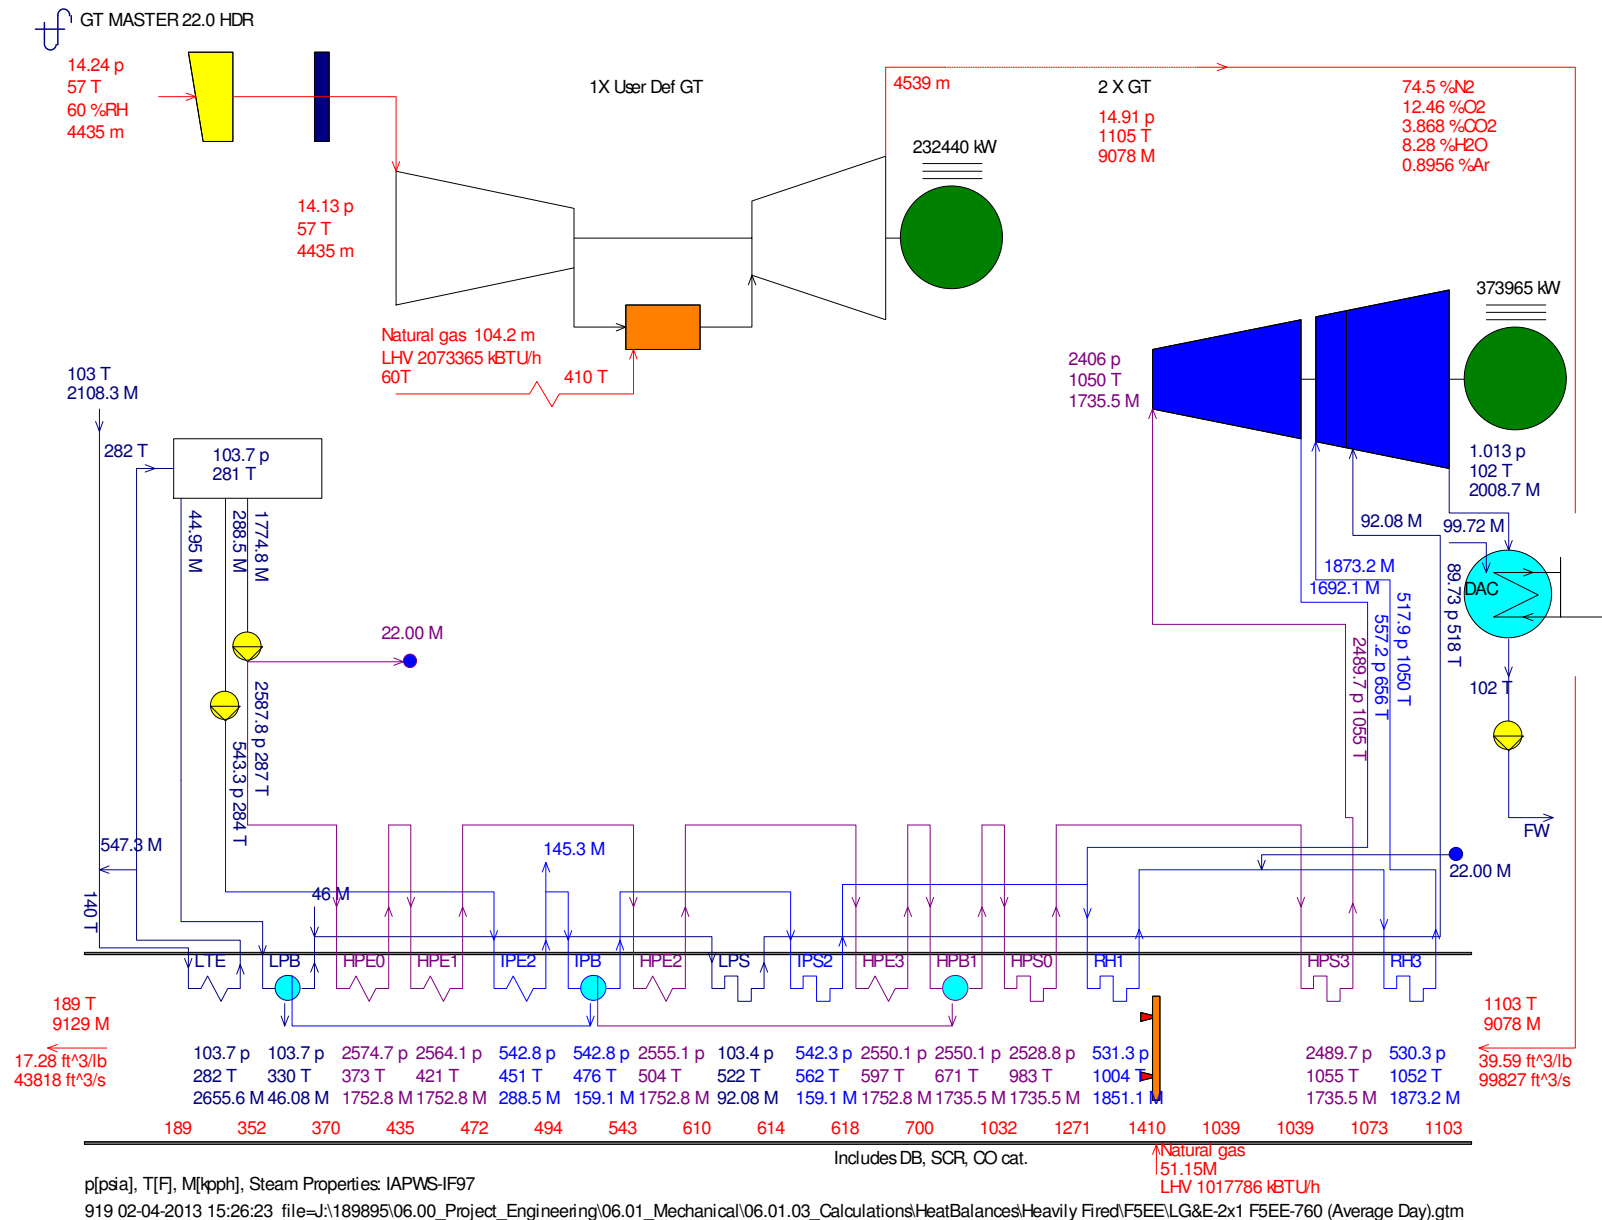 GT MASTER 22.0 HDR
14.24 p
57 T
60 %RH
4435 m
1X User Def GT
4539 m
2 X GT
14.91 p
1105 T
9078 M
74.5 %N2
12.46 %O2
3.868 %CO2
8.28 %H2O
0.8956 %Ar
232440 kW
14.13 p
57 T
4435 m
373965 kW
Natural gas 104.2 m
LHV 2073365 kBTU/h
60T
410 T
2406 p
1050 T
1735.5 M
103 T
2108.3 M
282 T
103.7 p
281 T
1.013 p
102 T
2008.7 M
44.95 M
288.5 M
1774.8 M
92.08 M
99.72 M
1873.2 M
1692.1 M
DAC
89.73 p 518 T
517.9 p 1050 T
557.2 p 656 T
2489.7 p 1055 T
22.00 M
102 T
2587.8 p 287 T
543.3 p 284 T
FW
547.3 M
145.3 M
22.00 M
46 M
140 T
LTE LPB HPE0 HPE1 IPE2 IPB HPE2 LPS IPS2 HPE3 HPB1 HPS0 RH1 HPS3 RH3
189 T
9129 M
17.28 ft^3/lb
43818 ft^3/s
1103 T
9078 M
39.59 ft^3/lb
99827 ft^3/s
103.7 p 103.7 p 2574.7 p 2564.1 p 542.8 p 542.8 p 2555.1 p 103.4 p 542.3 p 2550.1 p 2550.1 p 2528.8 p 531.3 p 2489.7 p 530.3 p
282 T 330 T 373 T 421 T 451 T 476 T 504 T 522 T 562 T 597 T 671 T 983 T 1004 T 1055 T 1052 T
2655.6 M 46.08 M 1752.8 M 1752.8 M 288.5 M 159.1 M 1752.8 M 92.08 M 159.1 M 1752.8 M 1735.5 M 1735.5 M 1851.1 M 1735.5 M 1873.2 M
189 352 370 435 472 494 543 610 614 618 700 1032 1271 1410 1039 1039 1073 1103
Includes DB, SCR, CO cat.
Natural gas
51.15M
LHV 1017786 kBTU/h
p[psia], T[F], M[kpph], Steam Properties: IAPWS-IF97
919 02-04-2013 15:26:23 file=J:\189895\06.00_Project_Engineering\06.01_Mechanical\06.01.03_Calculations\HeatBalances\Heavily Fired\F5EE\LG&E-2x1 F5EE-760 (Average Day).gtm